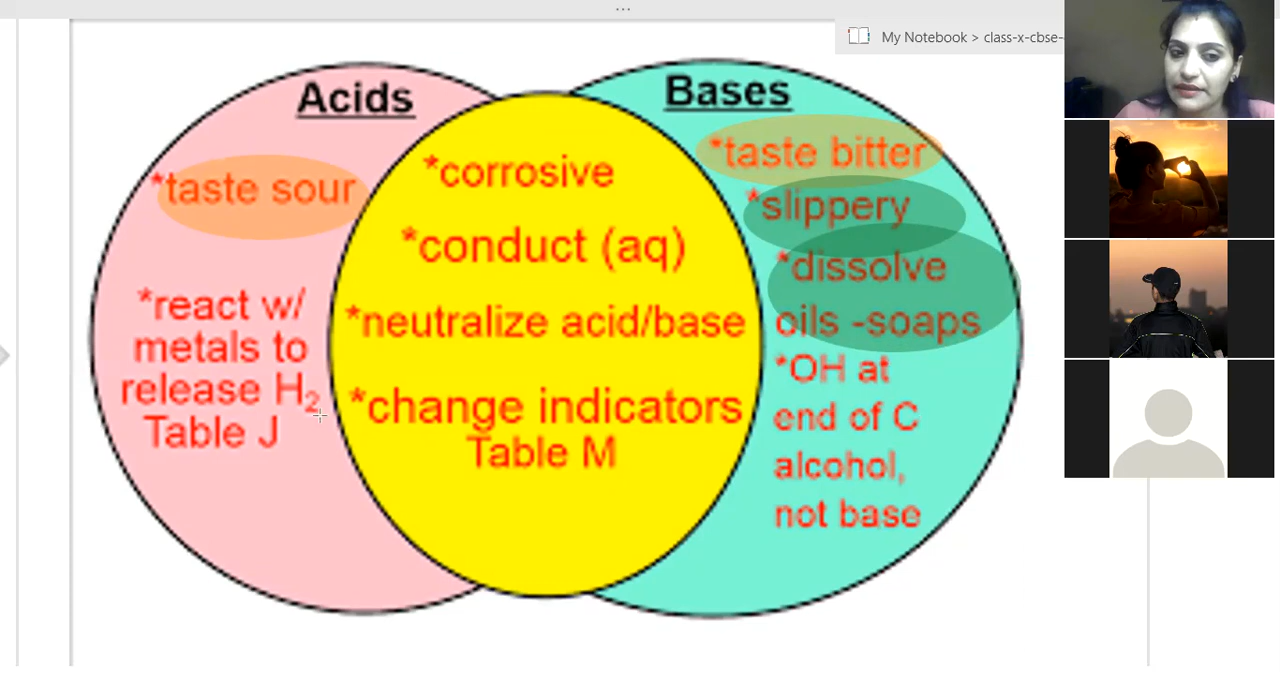 ...
My Notebook > class-x-cbse-
Acids
*taste sour
*react w/
metals to
release H₂
Table J
*corrosive
*conduct (aq)
*neutralize acid/base
*change indicators
Table M
Bases
*taste bitter
*slippery
*dissolve
oils -soaps
*OH at
end of C
alcohol,
not base